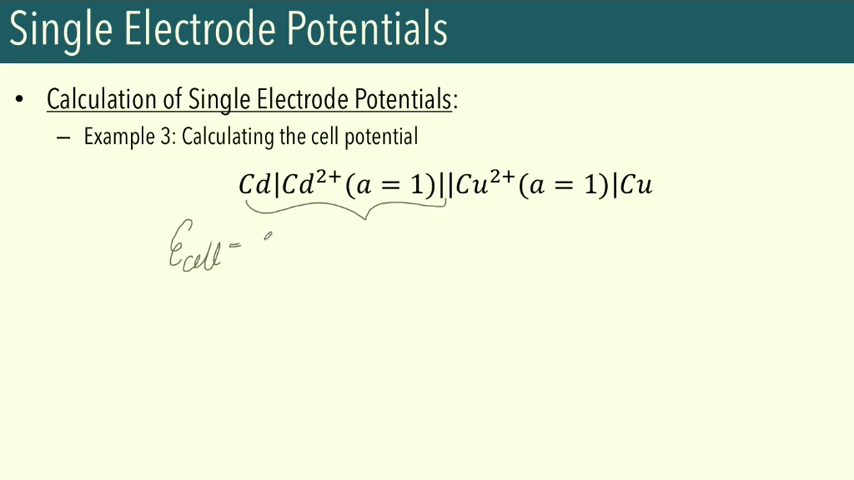 Single Electrode Potentials
• Calculation of Single Electrode Potentials:
– Example 3: Calculating the cell potential
Cd|Cd²⁺(a = 1)||Cu²⁺(a = 1)|Cu
Ecell =